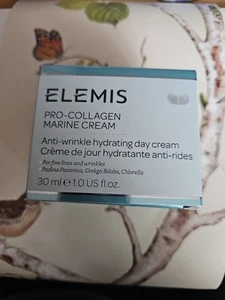 ELEMIS
PRO-COLLAGEN
MARINE CREAM
Anti-wrinkle hydrating day cream
Crème de jour hydratante anti-rides
• For fine lines and wrinkles
• Padina Pavonica, Ginkgo Biloba, Chlorella
30 ml ℮ 1.0 US fl.oz.